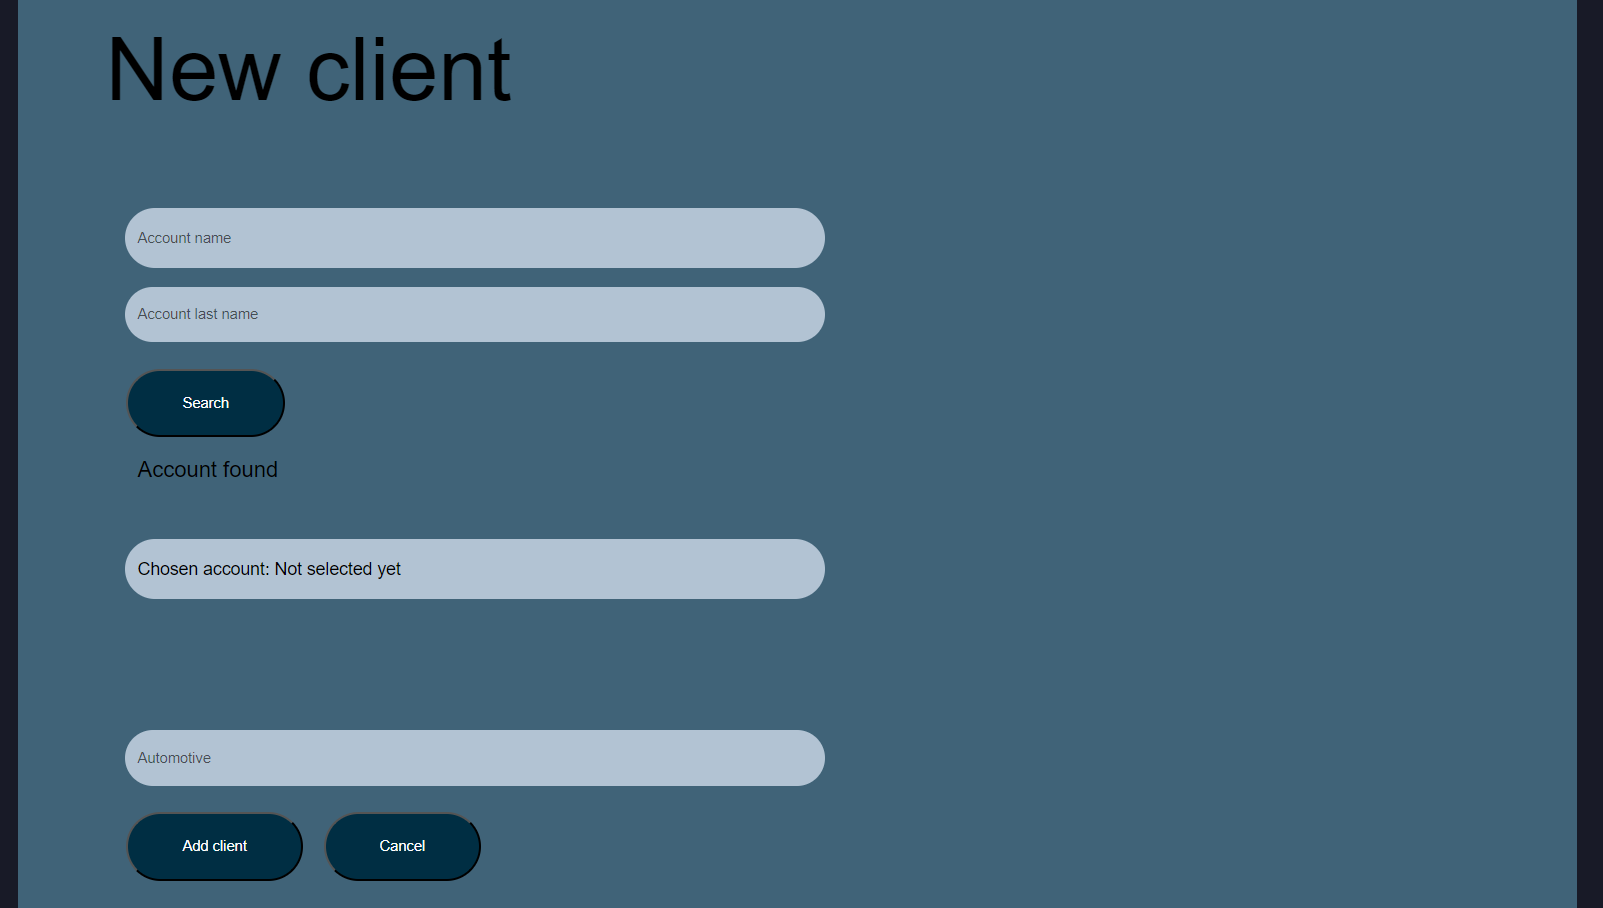 New client
Account name
Account last name
Search
Account found
Chosen account: Not selected yet
Automotive
Add client
Cancel